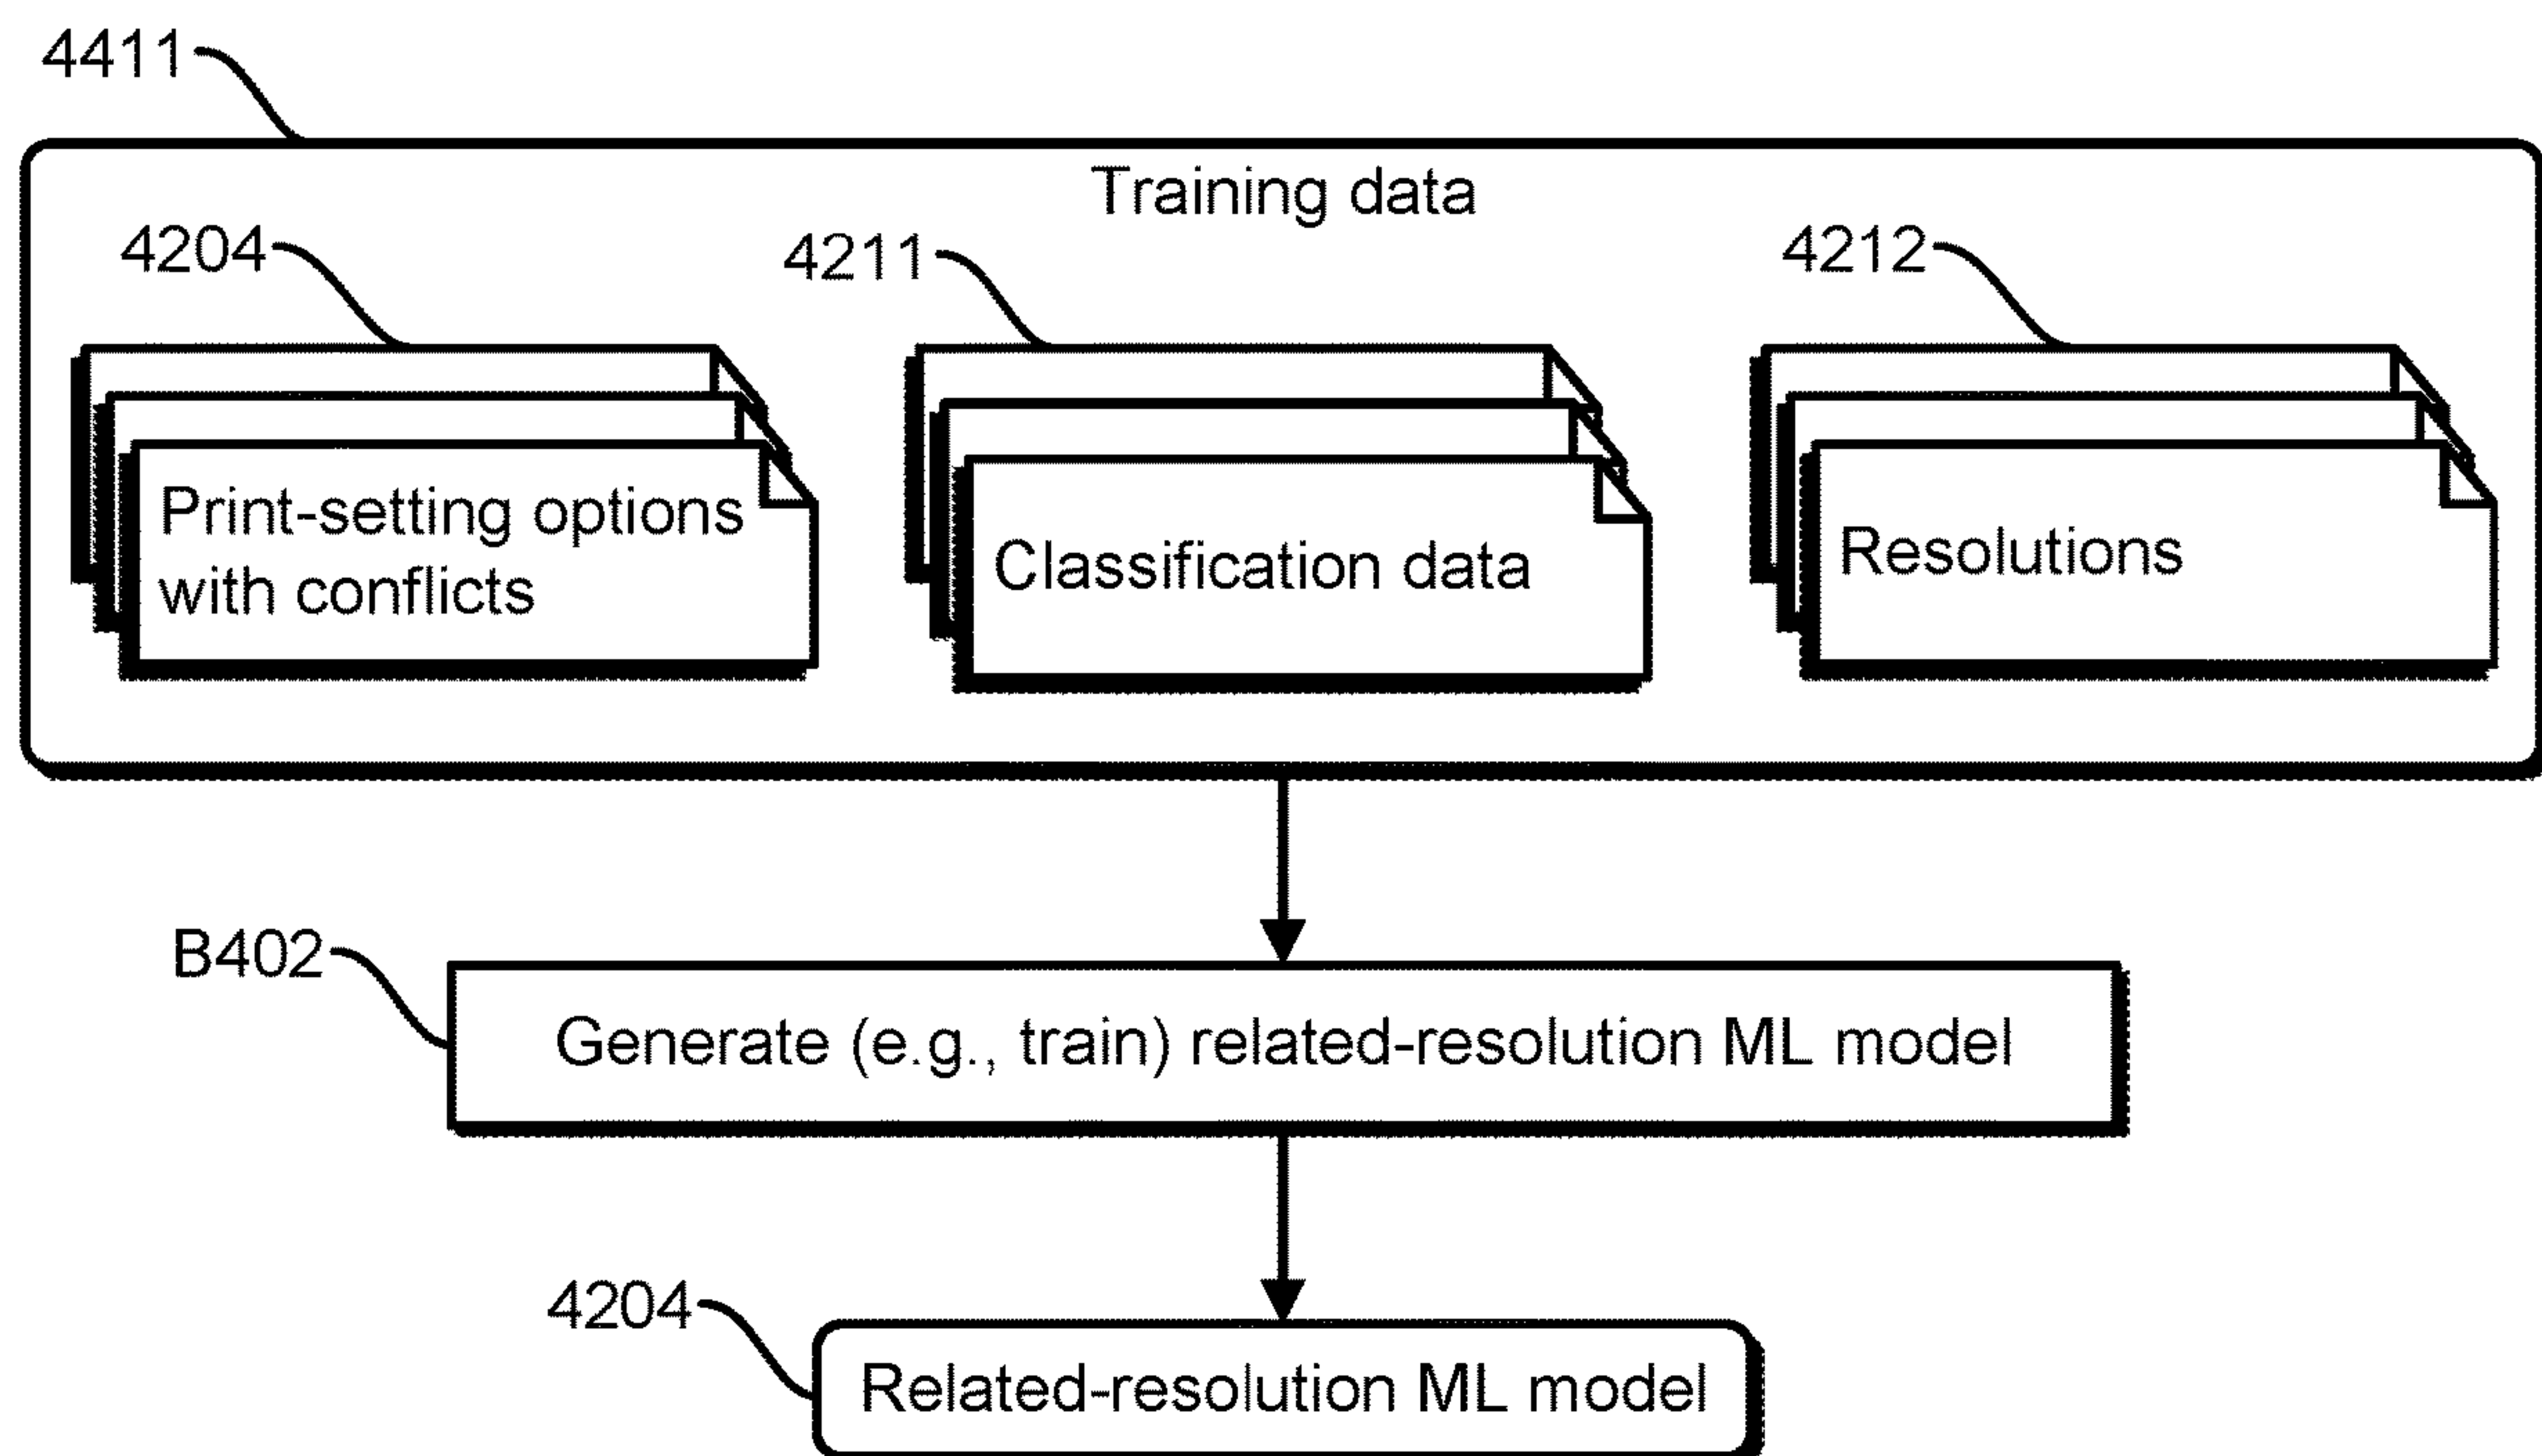 4411
Training data
4204
4211
4212
Print-setting options
with conflicts
Classification data
Resolutions
B402
Generate (e.g., train) related-resolution ML model
4204
Related-resolution ML model